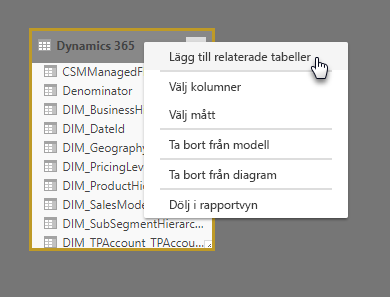 Dynamics 365
CSMManagedF
Denominator
DIM_BusinessH
DIM_DateId
DIM_Geography
DIM_PricingLev
DIM_ProductHie
DIM_SalesMode
DIM_SubSegmentHierarc...
DIM_TPAccount_TPAccou...
Lägg till relaterade tabeller
Välj kolumner
Välj mått
Ta bort från modell
Ta bort från diagram
Dölj i rapportvyn